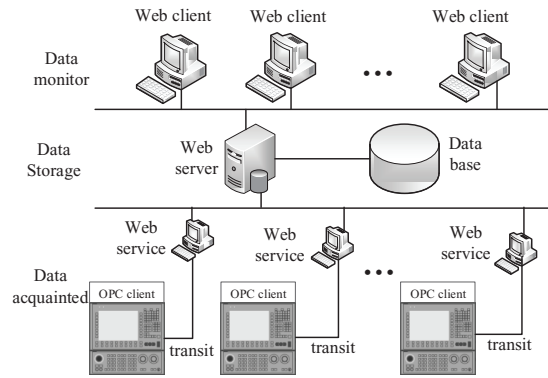 Web client Web client Web client
Data
monitor
Data
Storage
Web
server
Data
base
Web
service
Web
service
Web
service
Data
acquainted
OPC client OPC client OPC client
transit transit transit